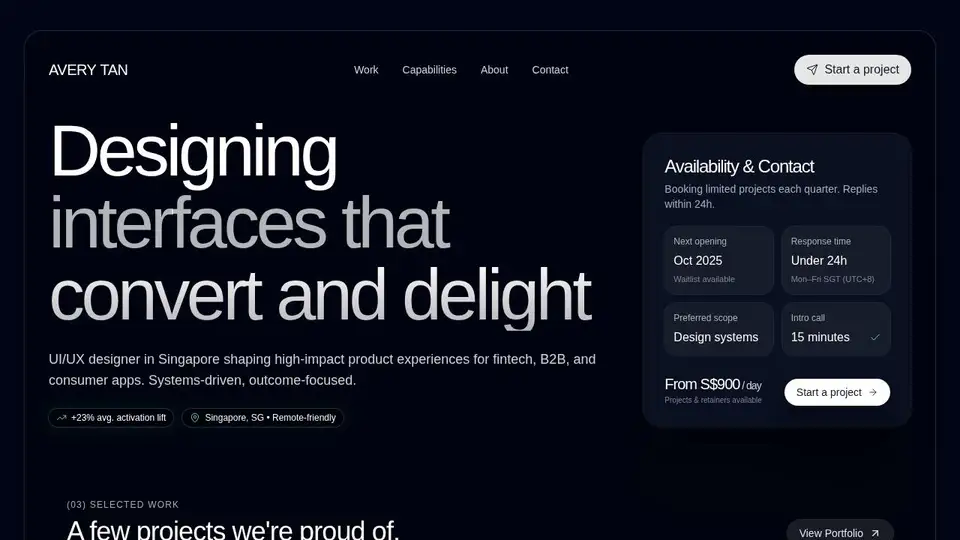 AVERY TAN
Work
Capabilities
About
Contact
Start a project
Designing
interfaces that
convert and delight
UI/UX designer in Singapore shaping high-impact product experiences for fintech, B2B, and
consumer apps. Systems-driven, outcome-focused.
+23% avg. activation lift
Singapore, SG • Remote-friendly
Availability & Contact
Booking limited projects each quarter. Replies
within 24h.
Next opening
Oct 2025
Waitlist available
Response time
Under 24h
Mon–Fri SGT (UTC+8)
Preferred scope
Design systems
Intro call
15 minutes
From S$900 / day
Projects & retainers available
Start a project
(03) SELECTED WORK
A few projects we're proud of.
View Portfolio